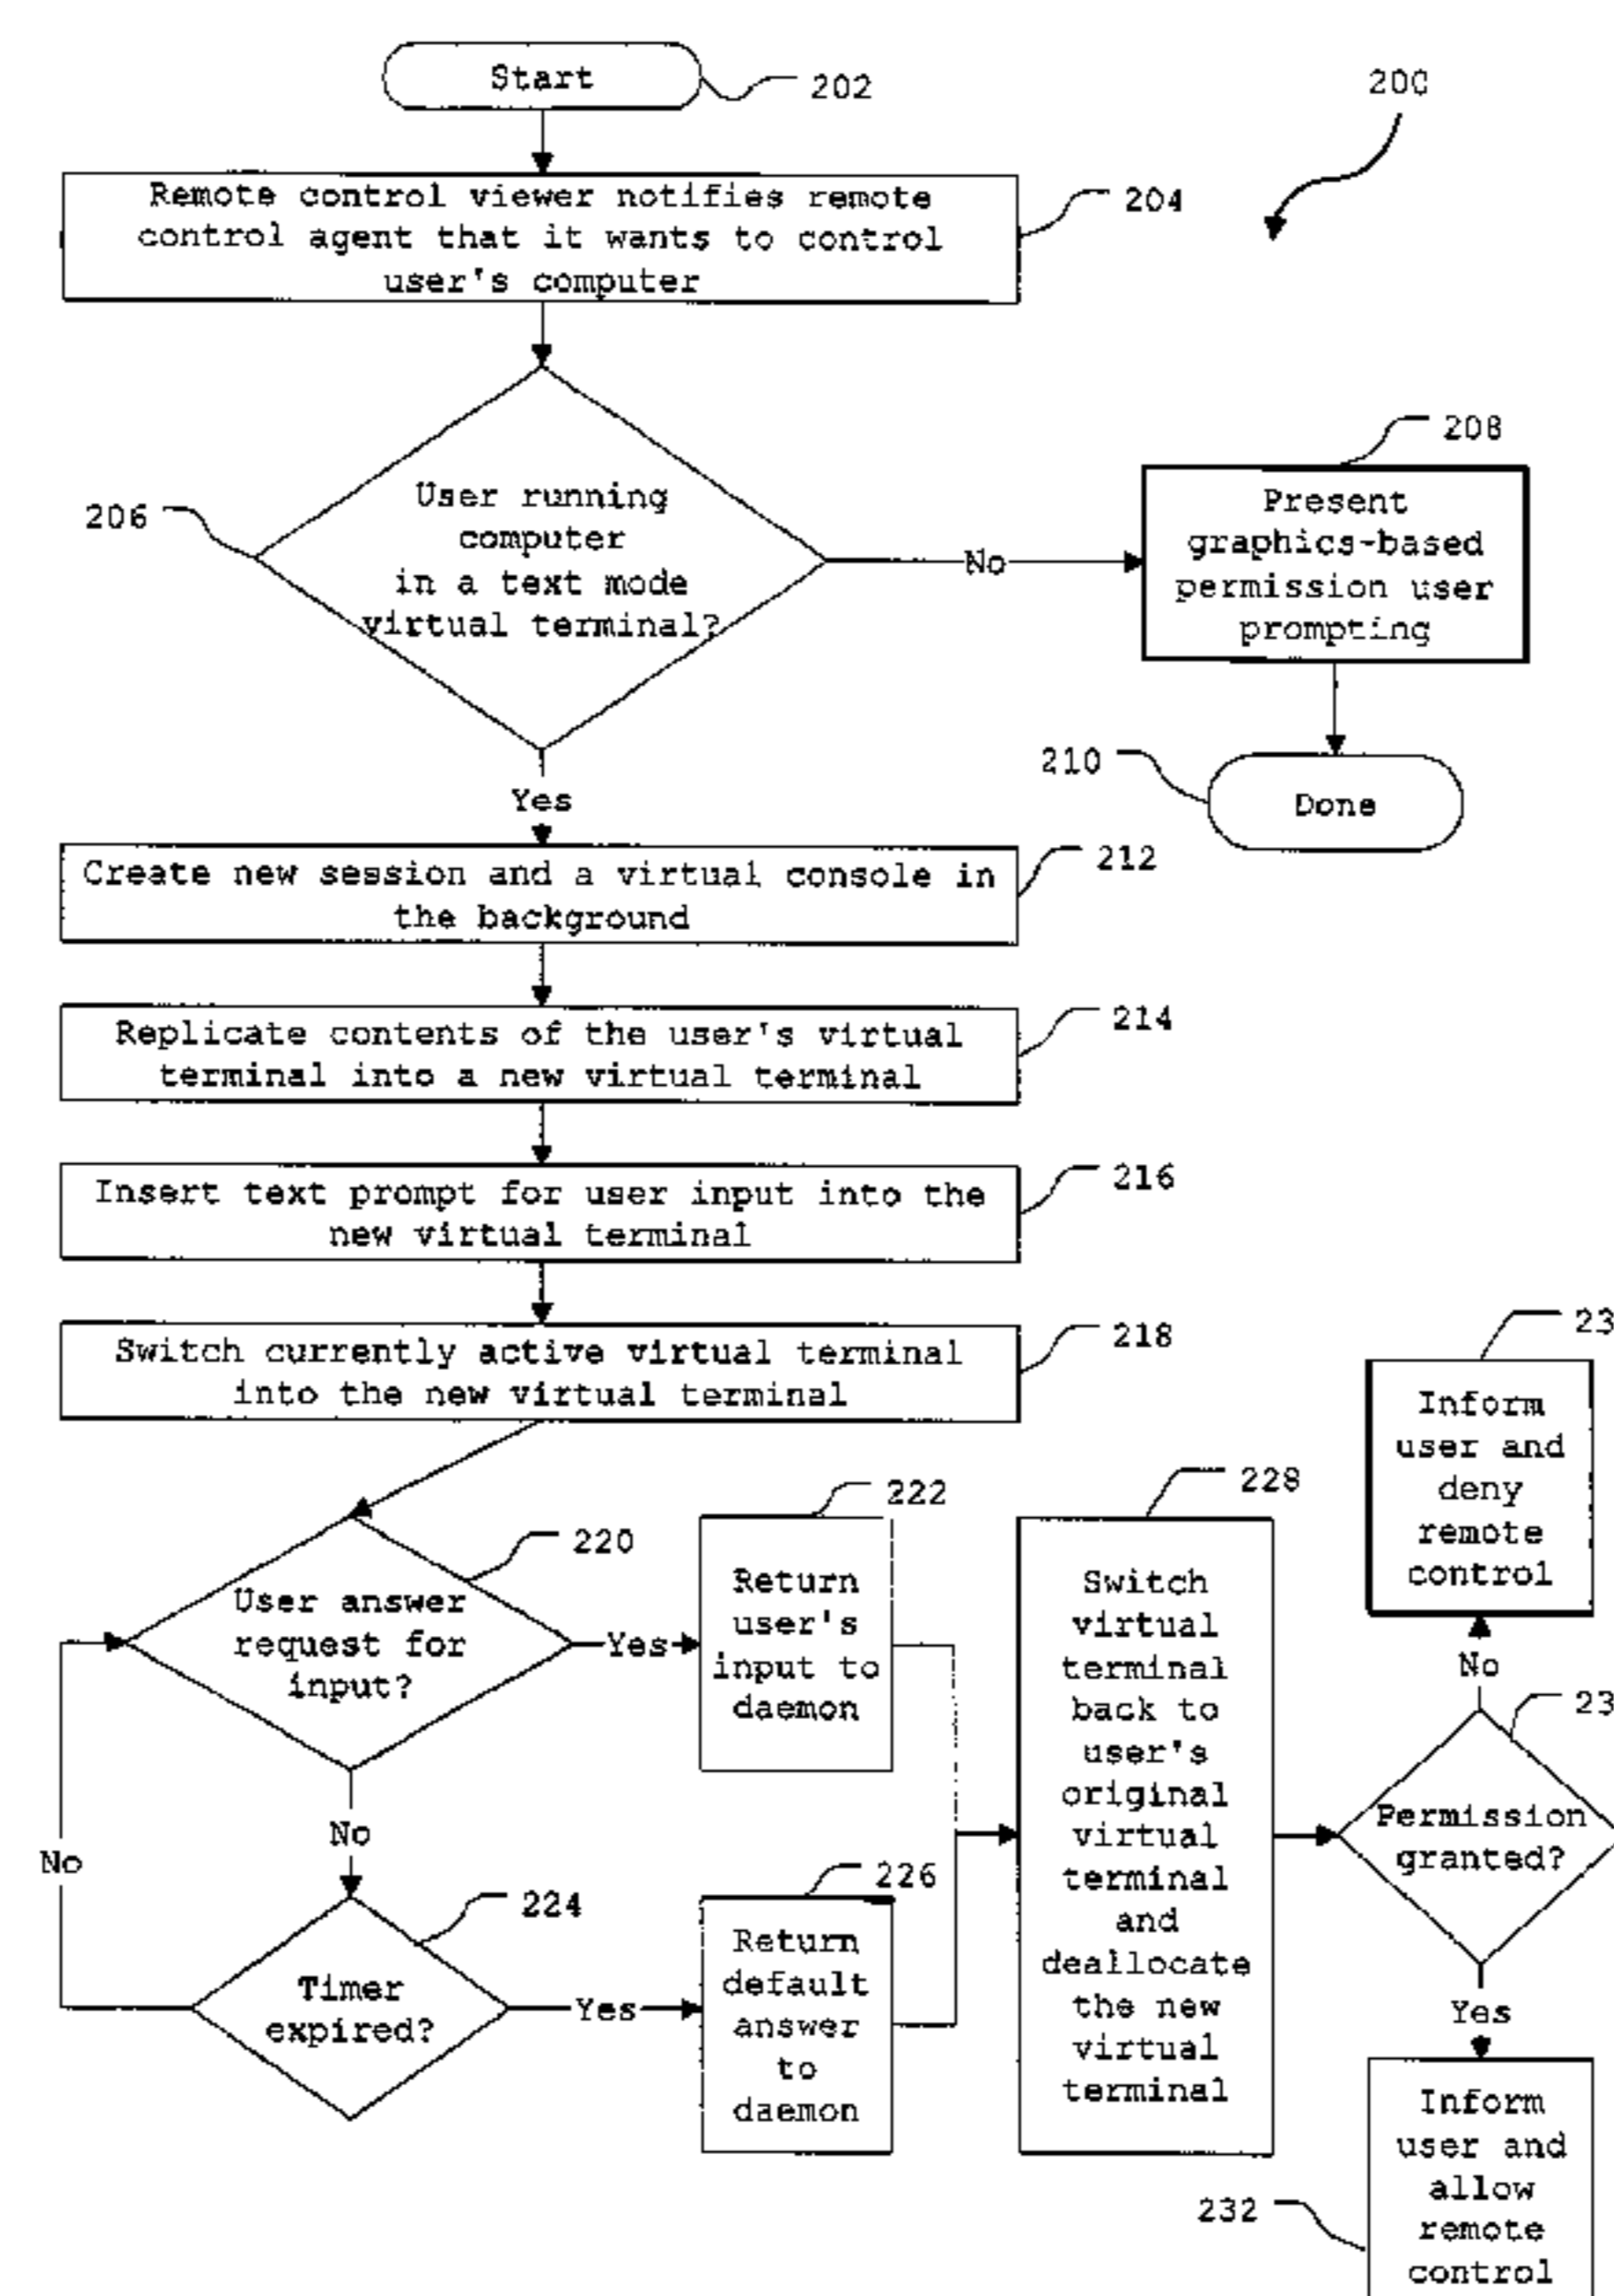 Start
202
200
Remote control viewer notifies remote
control agent that it wants to control
user's computer
204
206
User running
computer
in a text mode
virtual terminal?
No
208
Present
graphics-based
permission user
prompting
210
Done
Yes
Create new session and a virtual console in
the background
212
Replicate contents of the user's virtual
terminal into a new virtual terminal
214
Insert text prompt for user input into the
new virtual terminal
216
Switch currently active virtual terminal
into the new virtual terminal
218
220
User answer
request for
input?
Yes
222
Return
user's
input to
daemon
No
No
224
Timer
expired?
Yes
226
Return
default
answer
to
daemon
228
Switch
virtual
terminal
back to
user's
original
virtual
terminal
and
deallocate
the new
virtual
terminal
23
Inform
user and
deny
remote
control
No
23
Permission
granted?
Yes
232
Inform
user and
allow
remote
control